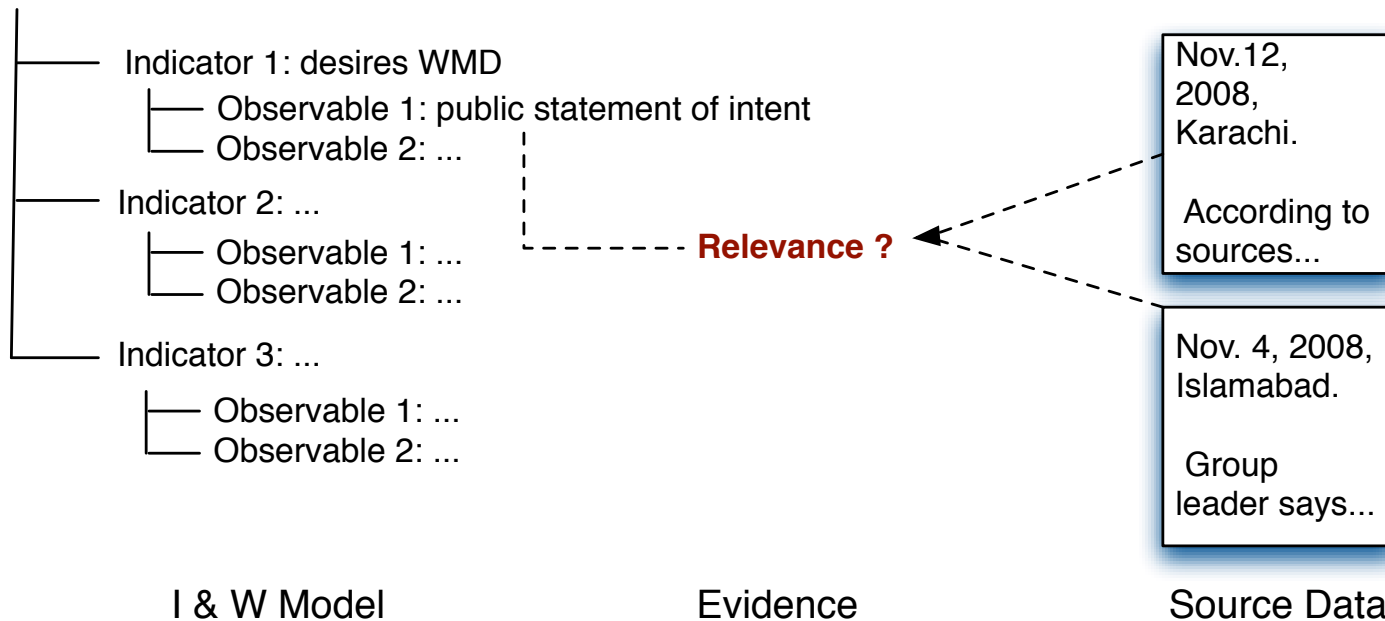 Indicator 1: desires WMD
Observable 1: public statement of intent
Observable 2: ...
Indicator 2: ...
Observable 1: ...
Observable 2: ...
Indicator 3: ...
Observable 1: ...
Observable 2: ...
Relevance ?
Nov.12,
2008,
Karachi.
According to
sources...
Nov. 4, 2008,
Islamabad.
Group
leader says...
I & W Model
Evidence
Source Data